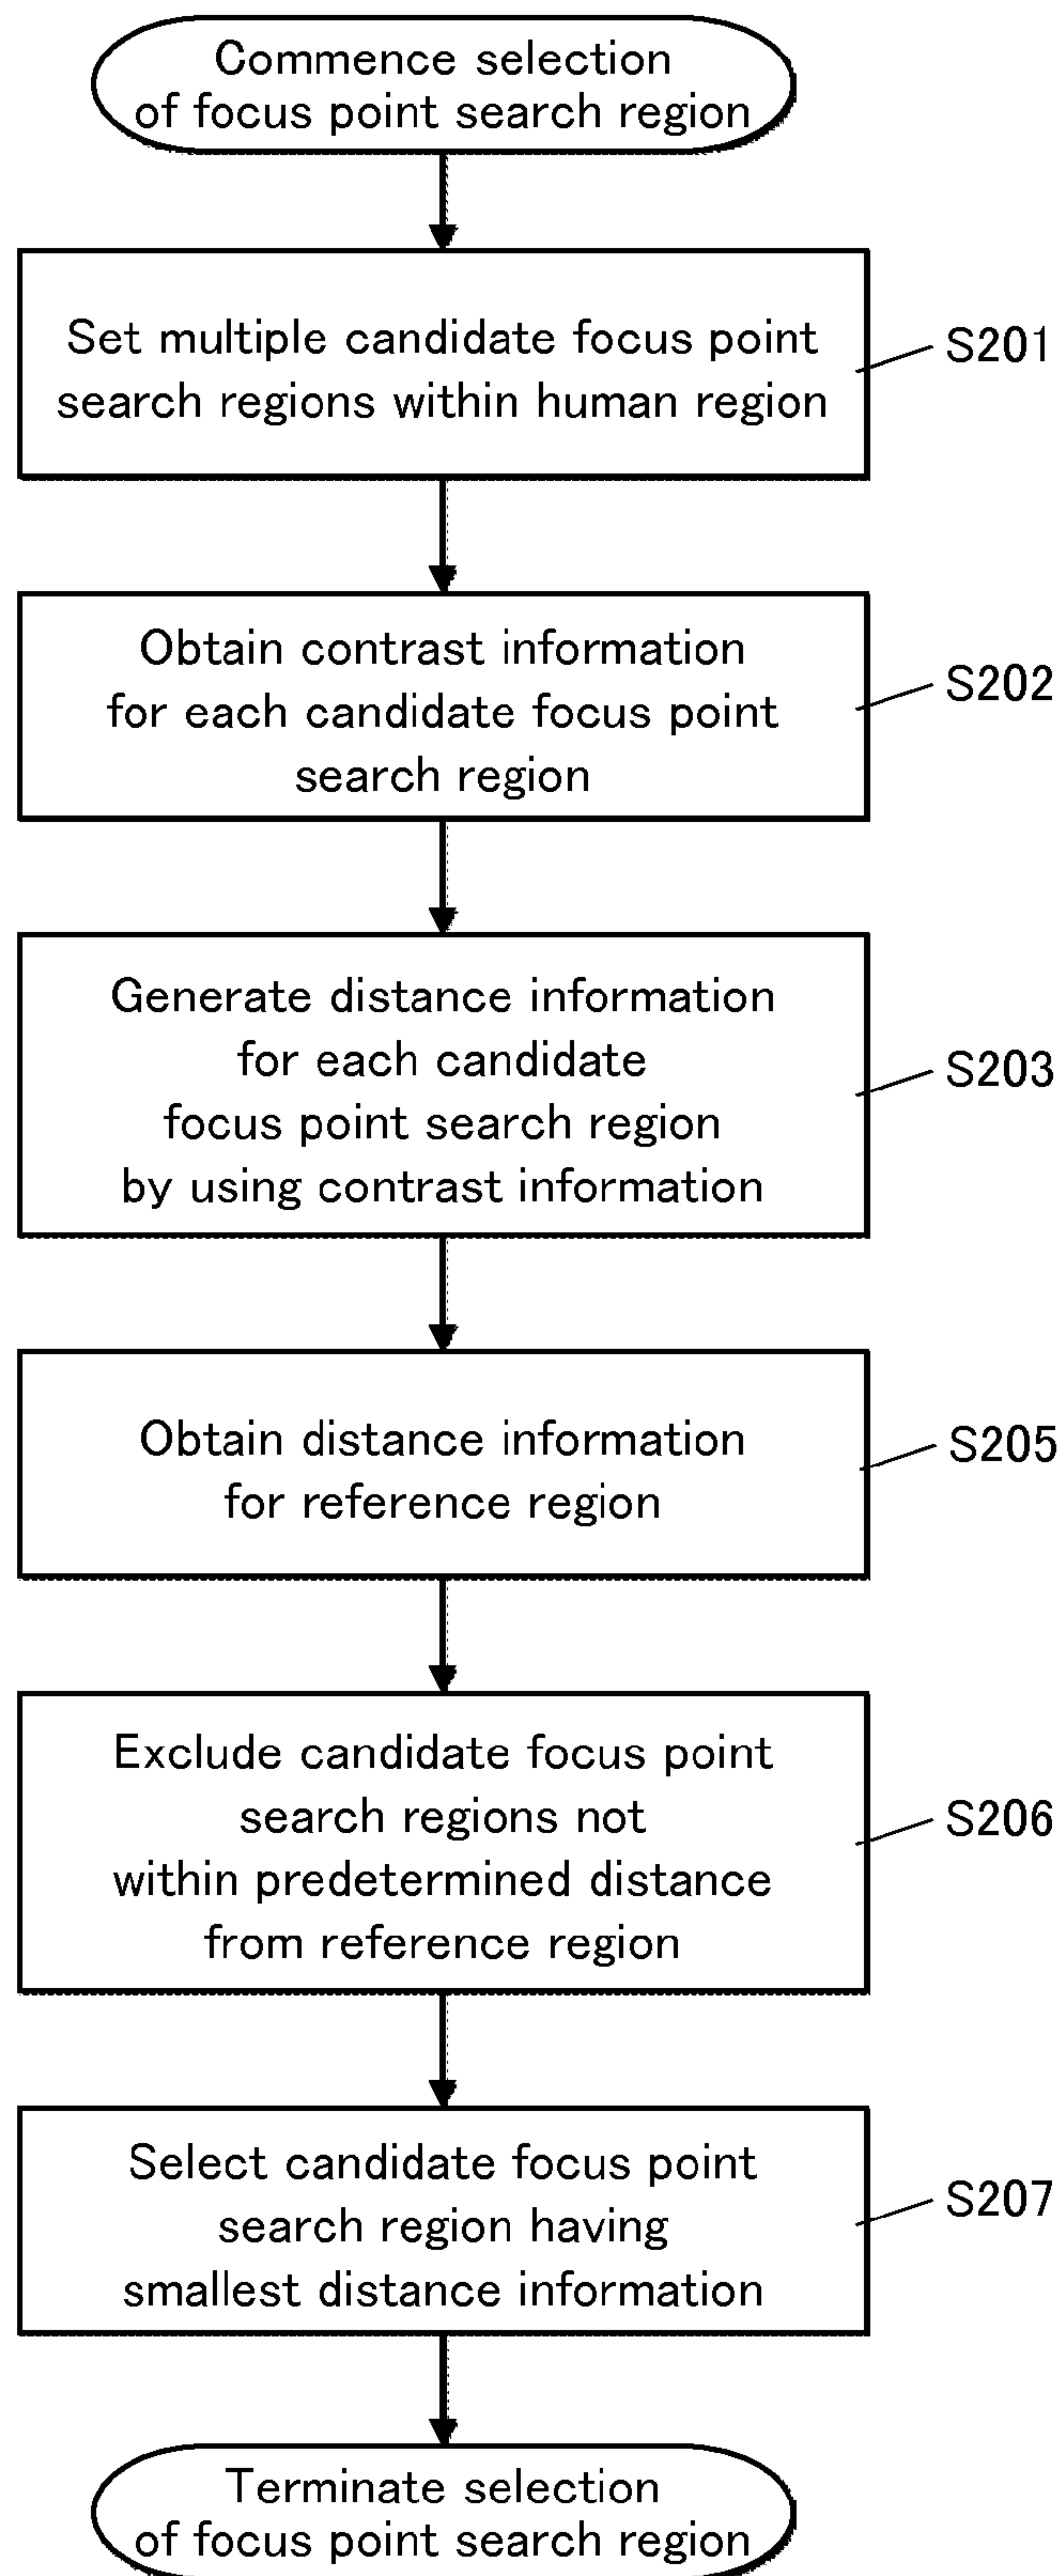 Commence selection
of focus point search region
Set multiple candidate focus point
search regions within human region
S201
Obtain contrast information
for each candidate focus point
search region
S202
Generate distance information
for each candidate
focus point search region
by using contrast information
S203
Obtain distance information
for reference region
S205
Exclude candidate focus point
search regions not
within predetermined distance
from reference region
S206
Select candidate focus point
search region having
smallest distance information
S207
Terminate selection
of focus point search region